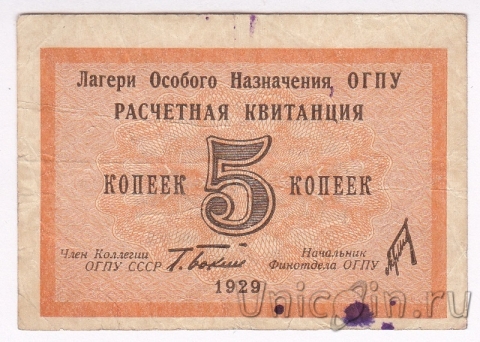 Лагери Особого Назначения, ОГПУ
РАСЧЕТНАЯ КВИТАНЦИЯ
КОПЕЕК 5 КОПЕЕК
Член Коллегии ОГПУ СССР
Г. Бокий
Начальник Финотдела ОГПУ
1929
Unicoin.ru